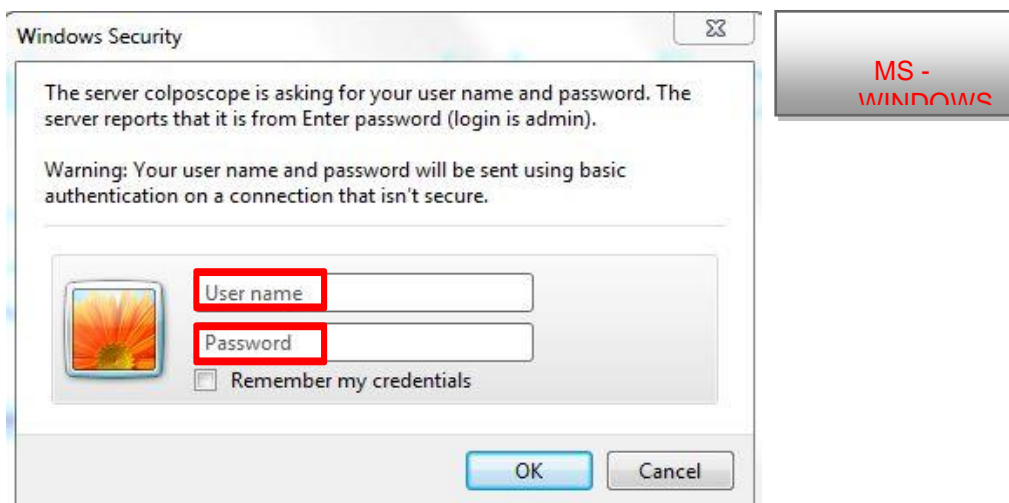 Windows Security
The server colposcope is asking for your user name and password. The
server reports that it is from Enter password (login is admin).
Warning: Your user name and password will be sent using basic
authentication on a connection that isn't secure.
User name
Password
Remember my credentials
OK
Cancel
MS -
WINDOWS